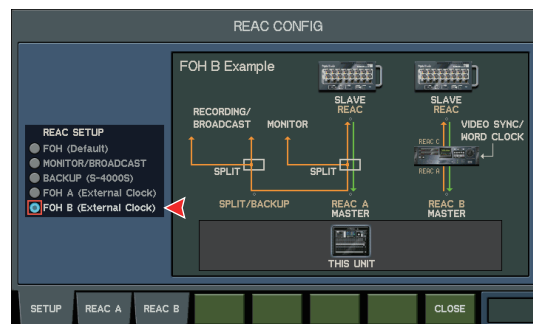 REAC CONFIG
FOH B Example
SLAVE
REAC
SLAVE
REAC
RECORDING/
BROADCAST
MONITOR
VIDEO SYNC/
WORD CLOCK
REAC C
REAC A
SPLIT
SPLIT
SPLIT/BACKUP
REAC A
MASTER
REAC B
MASTER
THIS UNIT
REAC SETUP
FOH (Default)
MONITOR/BROADCAST
BACKUP (S-4000S)
FOH A (External Clock)
FOH B (External Clock)
SETUP
REAC A
REAC B
CLOSE